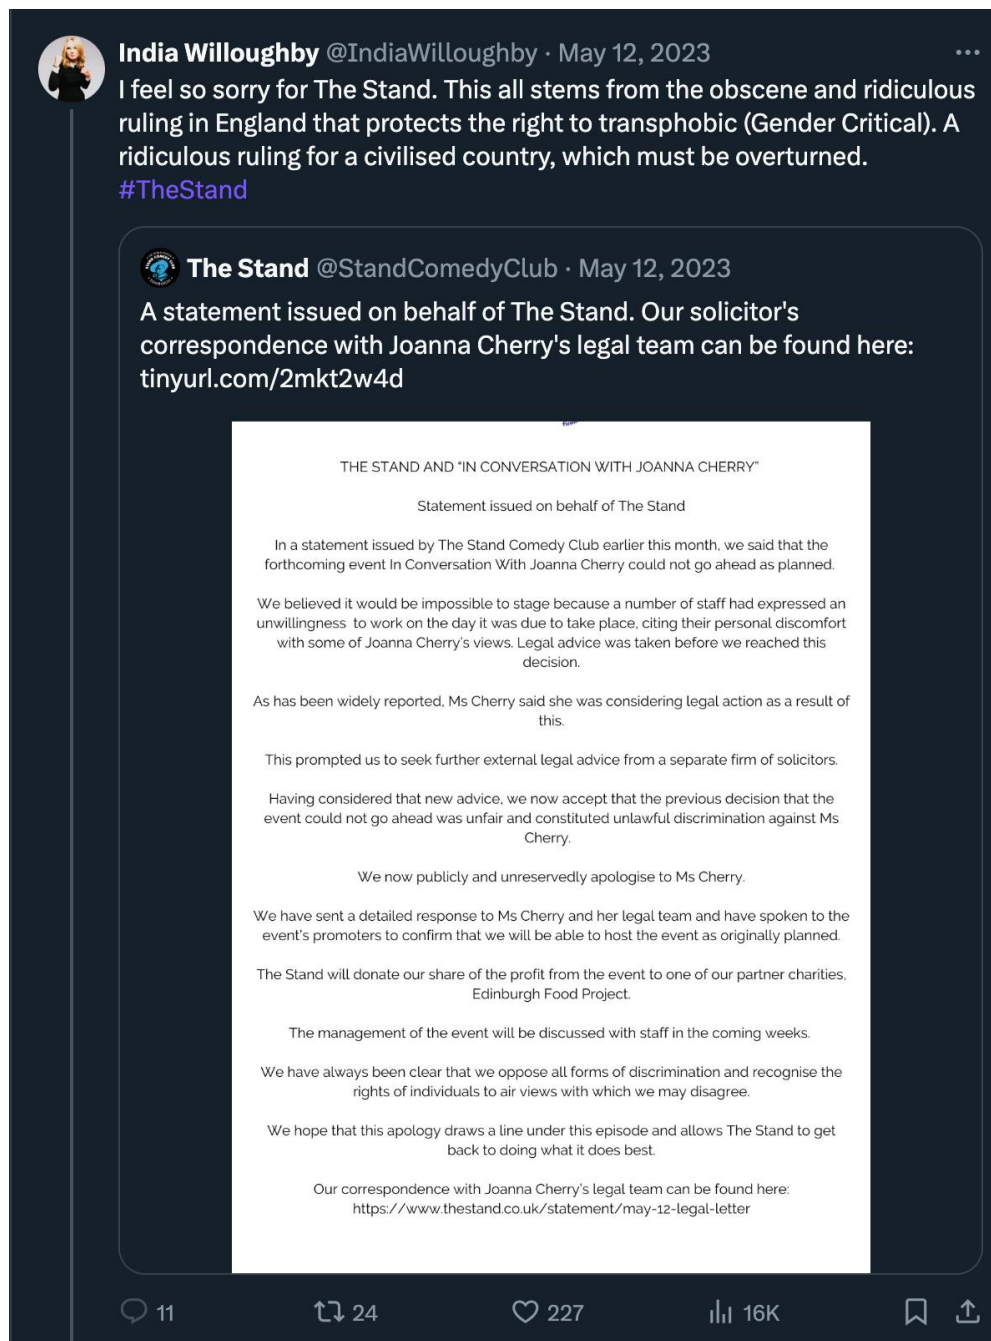 India Willoughby @IndiaWilloughby · May 12, 2023
I feel so sorry for The Stand. This all stems from the obscene and ridiculous
ruling in England that protects the right to transphobic (Gender Critical). A
ridiculous ruling for a civilised country, which must be overturned.
#TheStand
The Stand @StandComedyClub · May 12, 2023
A statement issued on behalf of The Stand. Our solicitor's
correspondence with Joanna Cherry's legal team can be found here:
tinyurl.com/2mkt2w4d
THE STAND AND "IN CONVERSATION WITH JOANNA CHERRY"
Statement issued on behalf of The Stand
In a statement issued by The Stand Comedy Club earlier this month, we said that the
forthcoming event In Conversation With Joanna Cherry could not go ahead as planned.
We believed it would be impossible to stage because a number of staff had expressed an
unwillingness to work on the day it was due to take place, citing their personal discomfort
with some of Joanna Cherry's views. Legal advice was taken before we reached this
decision.
As has been widely reported, Ms Cherry said she was considering legal action as a result of
this.
This prompted us to seek further external legal advice from a separate firm of solicitors.
Having considered that new advice, we now accept that the previous decision that the
event could not go ahead was unfair and constituted unlawful discrimination against Ms
Cherry.
We now publicly and unreservedly apologise to Ms Cherry.
We have sent a detailed response to Ms Cherry and her legal team and have spoken to the
event's promoters to confirm that we will be able to host the event as originally planned.
The Stand will donate our share of the profit from the event to one of our partner charities,
Edinburgh Food Project.
The management of the event will be discussed with staff in the coming weeks.
We have always been clear that we oppose all forms of discrimination and recognise the
rights of individuals to air views with which we may disagree.
We hope that this apology draws a line under this episode and allows The Stand to get
back to doing what it does best.
Our correspondence with Joanna Cherry's legal team can be found here:
https://www.thestand.co.uk/statement/may-12-legal-letter
11 24 227 16K